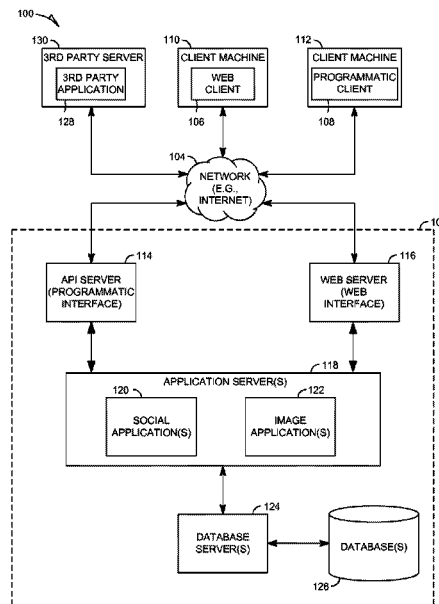 100
130
110
112
3RD PARTY SERVER
CLIENT MACHINE
CLIENT MACHINE
3RD PARTY
APPLICATION
WEB
CLIENT
PROGRAMMATIC
CLIENT
128
106
108
104
NETWORK
(E.G.,
INTERNET)
10
114
116
API SERVER
(PROGRAMMATIC
INTERFACE)
WEB SERVER
(WEB
INTERFACE)
118
APPLICATION SERVER(S)
120
122
SOCIAL
APPLICATION(S)
IMAGE
APPLICATION(S)
124
DATABASE
SERVER(S)
DATABASE(S)
126